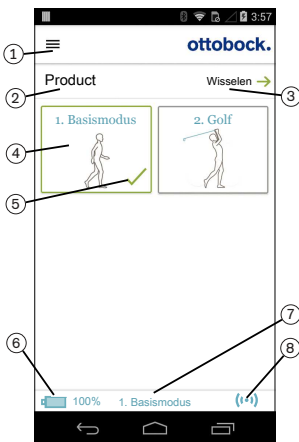 3:57
1
ottobock.
2
Product
Wisselen
3
1. Basismodus
2. Golf
4
5
6
7
8
100%
1. Basismodus